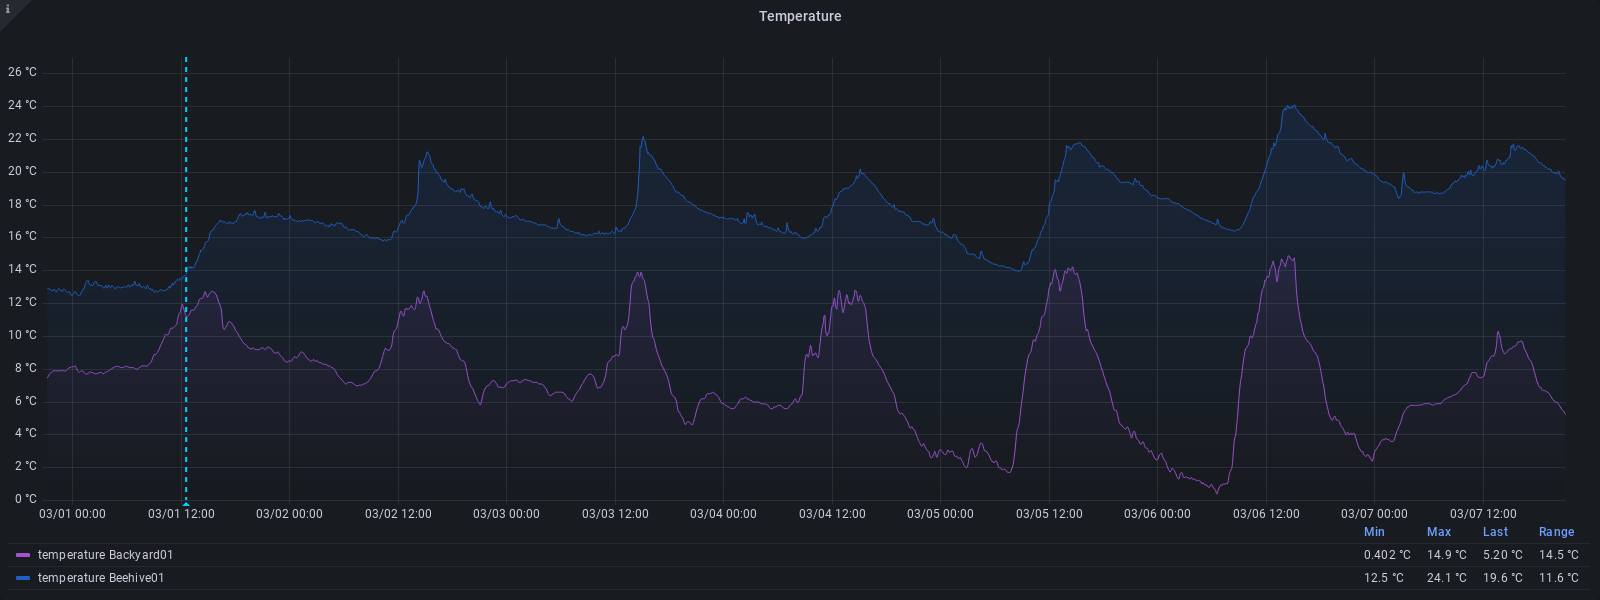 i
Temperature
26 °C
24 °C
22 °C
20 °C
18 °C
16 °C
14 °C
12 °C
10 °C
8 °C
6 °C
4 °C
2 °C
0 °C
03/01 00:00 03/01 12:00 03/02 00:00 03/02 12:00 03/03 00:00 03/03 12:00 03/04 00:00 03/04 12:00 03/05 00:00 03/05 12:00 03/06 00:00 03/06 12:00 03/07 00:00 03/07 12:00
Min Max Last Range
temperature Backyard01 0.402 °C 14.9 °C 5.20 °C 14.5 °C
temperature Beehive01 12.5 °C 24.1 °C 19.6 °C 11.6 °C